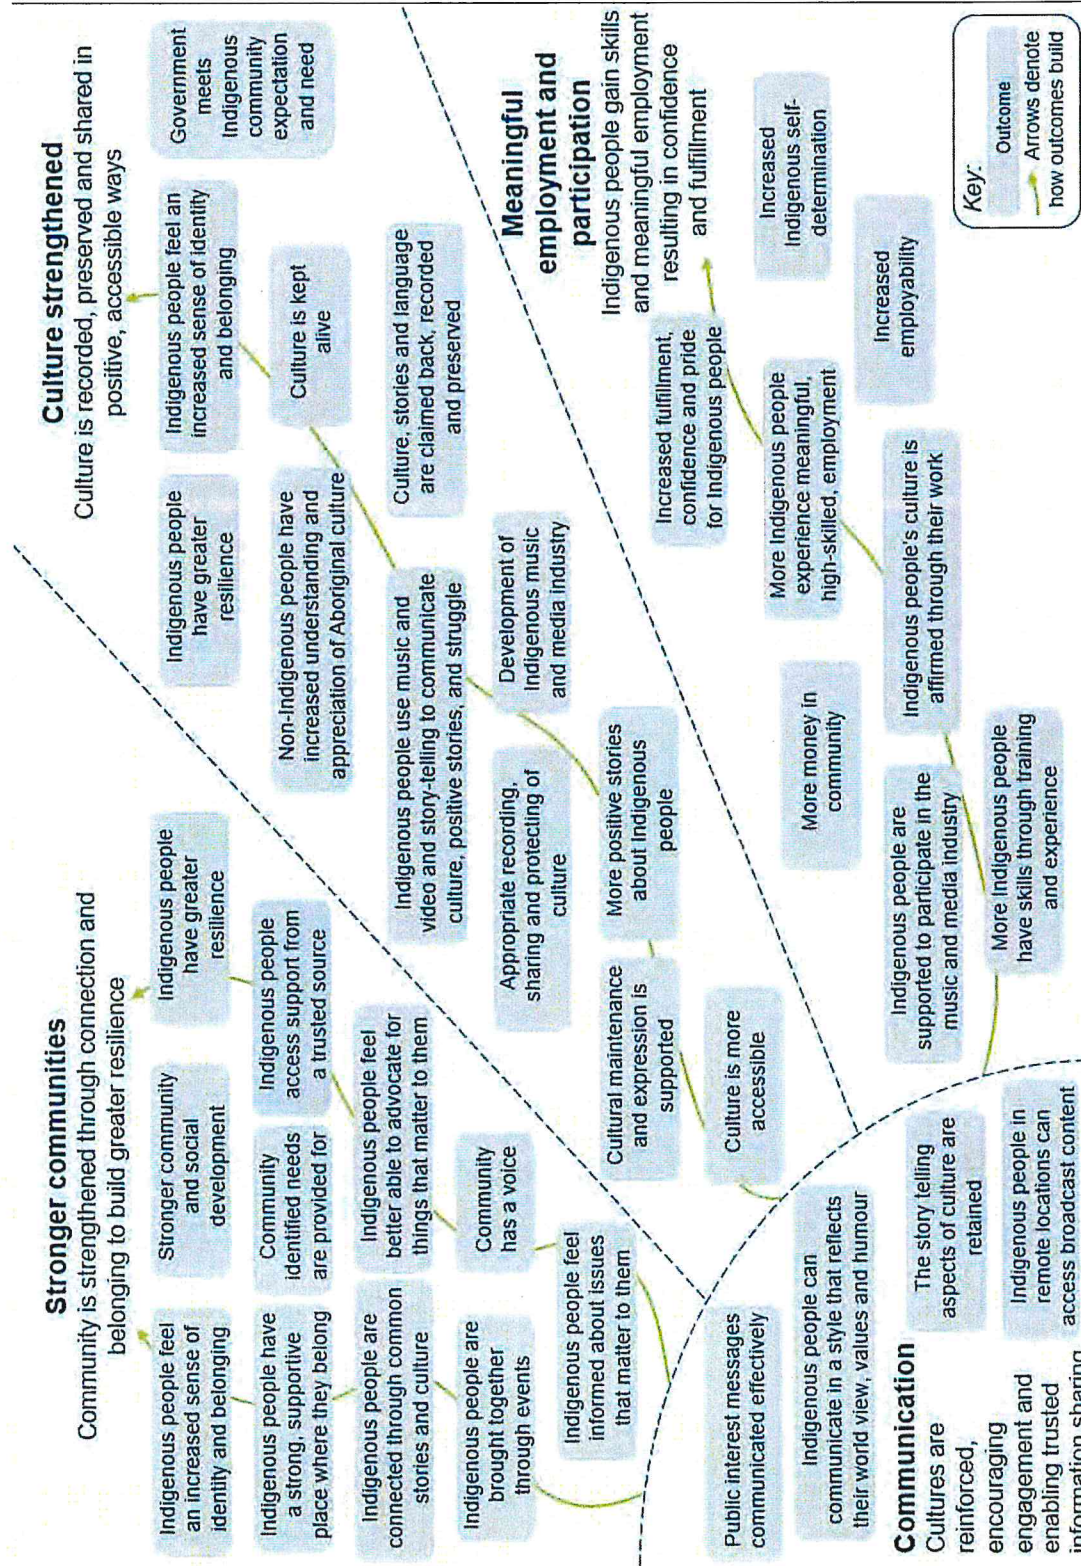 Stronger communities
Community is strengthened through connection and
belonging to build greater resilience
Indigenous people feel
an increased sense of
identity and belonging
Stronger community
and social
development
Indigenous people
have greater
resilience
Indigenous people have
a strong, supportive
place where they belong
Community
identified needs
are provided for
Indigenous people
access support from
a trusted source
Indigenous people are
connected through common
stories and culture
Indigenous people feel
better able to advocate for
things that matter to them
Indigenous people are
brought together
through events
Community
has a voice
Indigenous people feel
informed about issues
that matter to them
Culture strengthened
Culture is recorded, preserved and shared in
positive, accessible ways
Indigenous people
have greater
resilience
Indigenous people feel an
increased sense of identity
and belonging
Government
meets
Indigenous
community
expectation
and need
Non-Indigenous people have
increased understanding and
appreciation of Aboriginal culture
Culture is kept
alive
Indigenous people use music and
video and story-telling to communicate
culture, positive stories, and struggle
Culture, stories and language
are claimed back, recorded
and preserved
Appropriate recording,
sharing and protecting of
culture
Development of
Indigenous music
and media industry
Cultural maintenance
and expression is
supported
More positive stories
about Indigenous
people
Culture is more
accessible
Meaningful
employment and
participation
Indigenous people gain skills
and meaningful employment
resulting in confidence
and fulfillment
Increased fulfillment,
confidence and pride
for Indigenous people
More money in
community
More Indigenous people
experience meaningful,
high-skilled, employment
Increased
Indigenous self-
determination
Indigenous people are
supported to participate in the
music and media industry
Indigenous people's culture is
affirmed through their work
Increased
employability
More Indigenous people
have skills through training
and experience
Public interest messages
communicated effectively
Indigenous people can
communicate in a style that reflects
their world view, values and humour
Communication
Cultures are
reinforced,
encouraging
engagement and
enabling trusted
information sharing
The story telling
aspects of culture are
retained
Indigenous people in
remote locations can
access broadcast content
Key:
Outcome
Arrows denote
how outcomes build